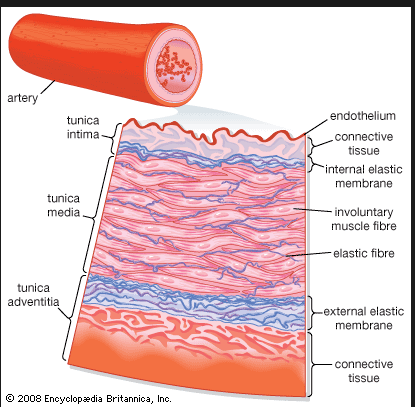 artery
tunica
intima
tunica
media
tunica
adventitia
endothelium
connective
tissue
internal elastic
membrane
involuntary
muscle fibre
elastic fibre
external elastic
membrane
connective
tissue
© 2008 Encyclopædia Britannica, Inc.